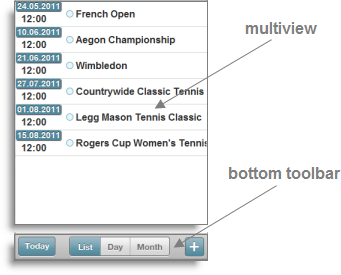 24.05.2011
12:00 French Open
multiview
10.06.2011
12:00 Aegon Championship
21.06.2011
12:00 Wimbledon
27.07.2011
12:00 Countrywide Classic Tennis
01.08.2011
12:00 Legg Mason Tennis Classic
15.08.2011
12:00 Rogers Cup Women's Tennis
bottom toolbar
Today List Day Month +